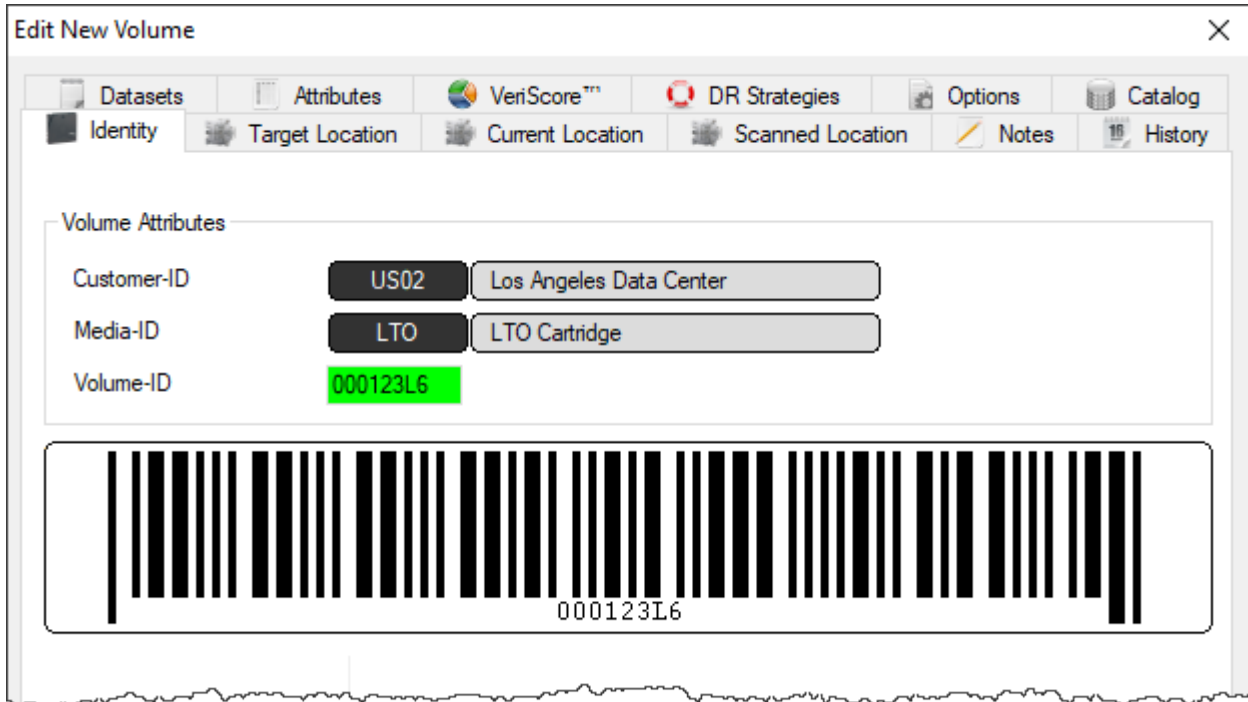 Edit New Volume
Datasets Attributes VeriScore™ DR Strategies Options Catalog
Identity Target Location Current Location Scanned Location Notes 16 History
Volume Attributes
Customer-ID US02 Los Angeles Data Center
Media-ID LTO LTO Cartridge
Volume-ID 000123L6
000123L6